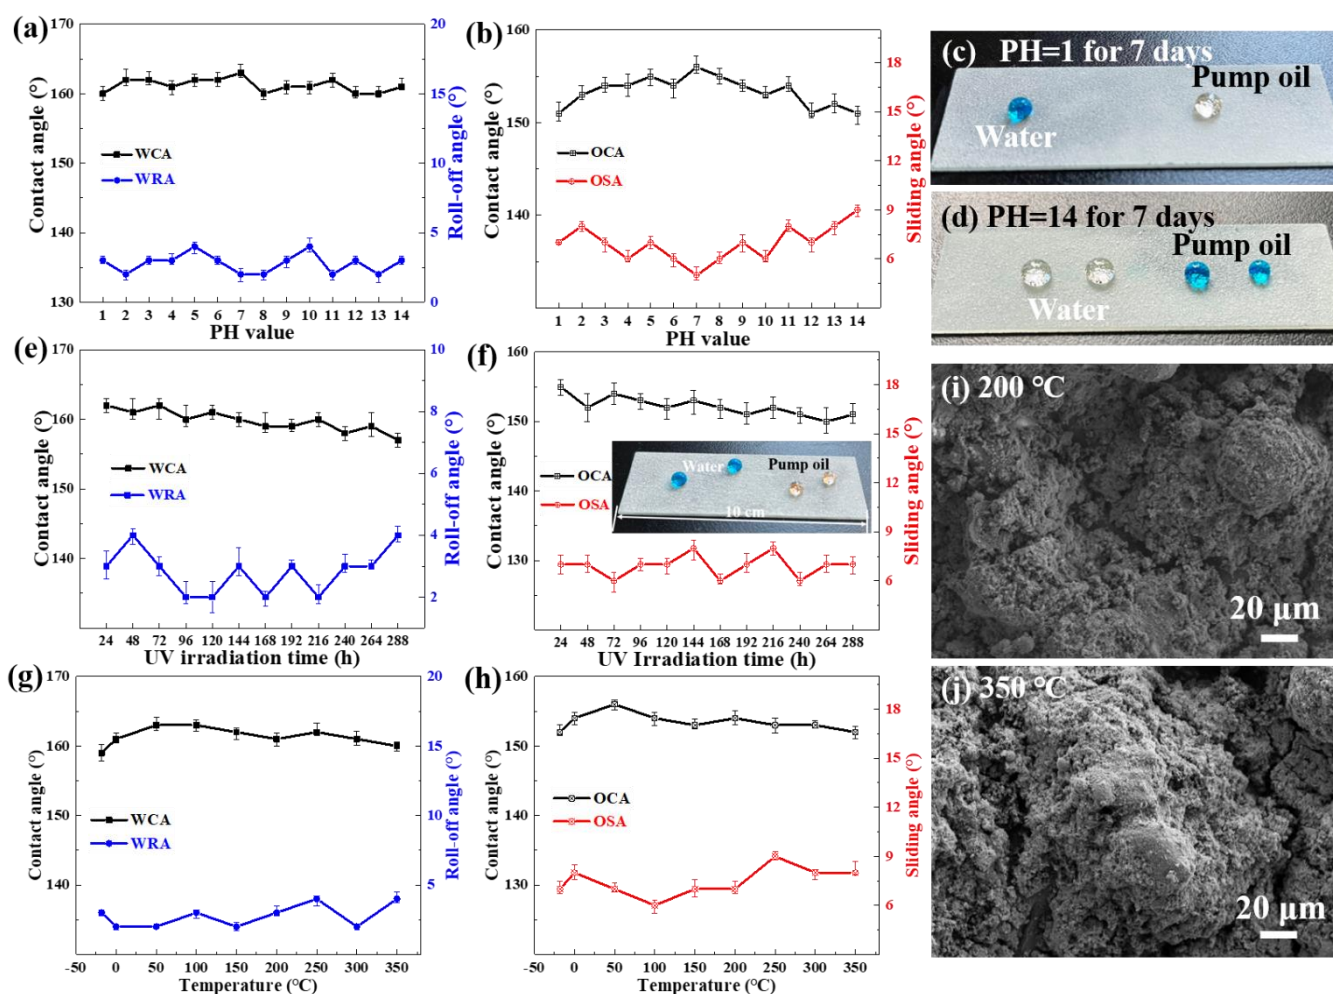 (a)
170
160
150
140
130
Contact angle (°)
20
15
10
5
0
Roll-off angle (°)
WCA
WRA
1 2 3 4 5 6 7 8 9 10 11 12 13 14
PH value
(b)
160
150
140
Contact angle (°)
18
15
12
9
6
Sliding angle (°)
OCA
OSA
1 2 3 4 5 6 7 8 9 10 11 12 13 14
PH value
(c) PH=1 for 7 days
Pump oil
Water
(d) PH=14 for 7 days
Pump oil
Water
(e)
170
160
150
140
Contact angle (°)
10
8
6
4
2
Roll-off angle (°)
WCA
WRA
24 48 72 96 120 144 168 192 216 240 264 288
UV irradiation time (h)
(f)
160
150
140
130
Contact angle (°)
18
15
12
9
6
Sliding angle (°)
OCA
OSA
Water
Pump oil
10 cm
24 48 72 96 120 144 168 192 216 240 264 288
UV Irradiation time (h)
(g)
170
160
150
140
130
Contact angle (°)
20
15
10
5
Roll-off angle (°)
WCA
WRA
-50 0 50 100 150 200 250 300 350
Temperature (°C)
(h)
160
150
140
130
Contact angle (°)
18
15
12
9
6
Sliding angle (°)
OCA
OSA
-50 0 50 100 150 200 250 300 350
Temperature (°C)
(i) 200 °C
20 μm
(j) 350 °C
20 μm